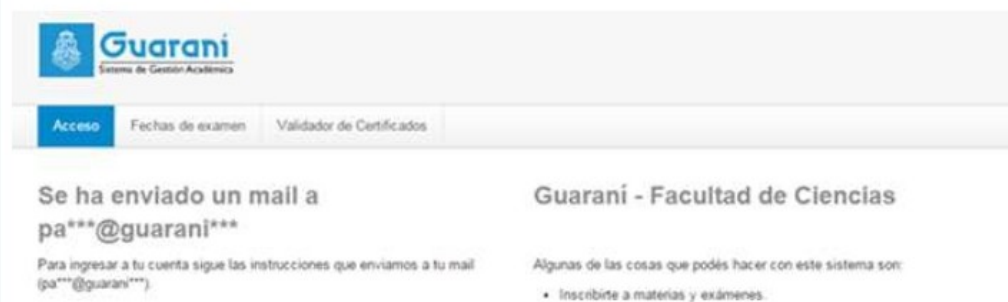 Guaraní
Sistema de Gestión Académica
Acceso Fechas de examen Validador de Certificados
Se ha enviado un mail a
pa***@guarani***
Para ingresar a tu cuenta sigue las instrucciones que enviamos a tu mail
(pa***@guarani***).
Guaraní - Facultad de Ciencias
Algunas de las cosas que podés hacer con este sistema son:
• Inscribirte a materias y exámenes.